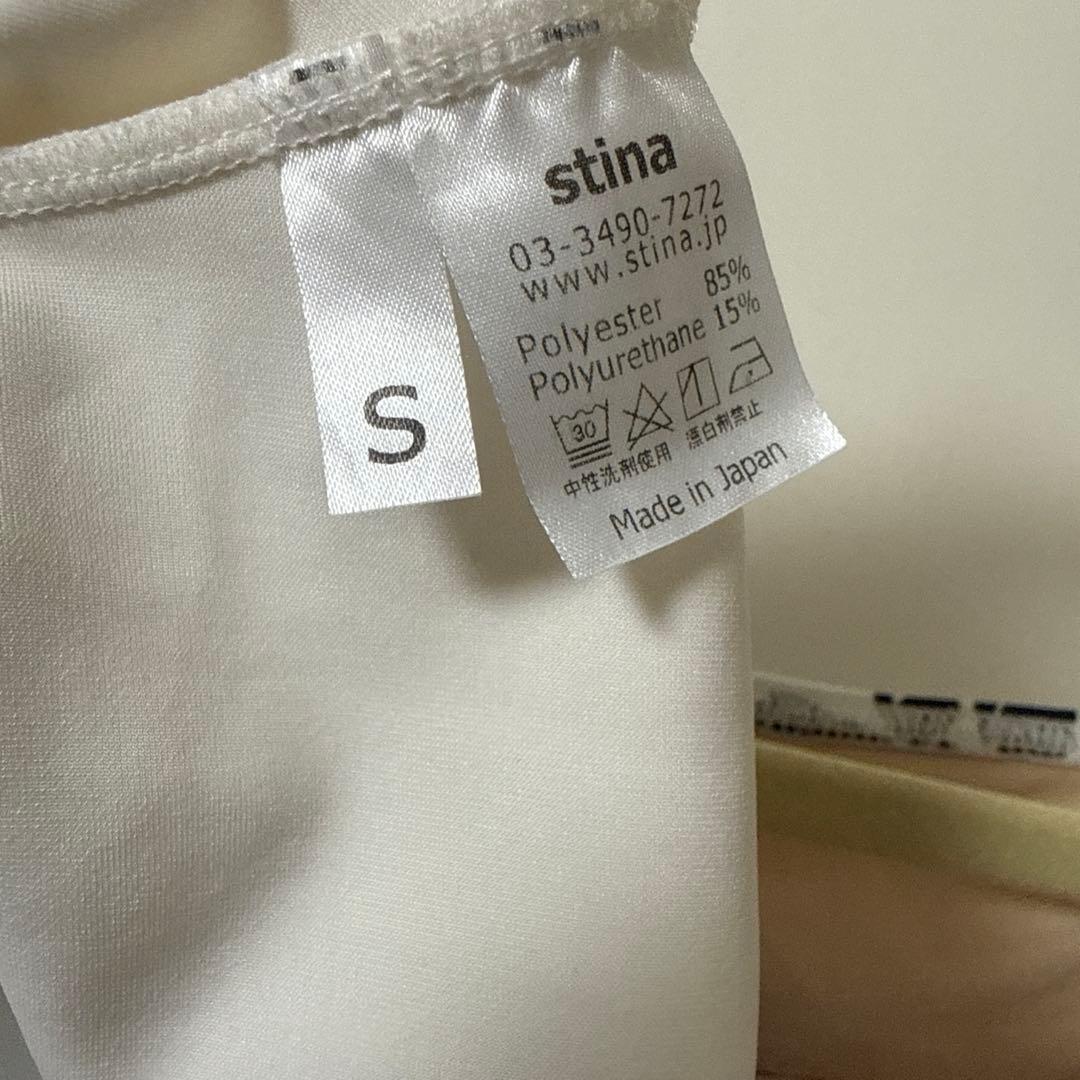 S
stina
03-3490-7272
www.stina.jp
Polyester 85%
Polyurethane 15%
30
中性洗剤使用 漂白剤禁止
Made in Japan